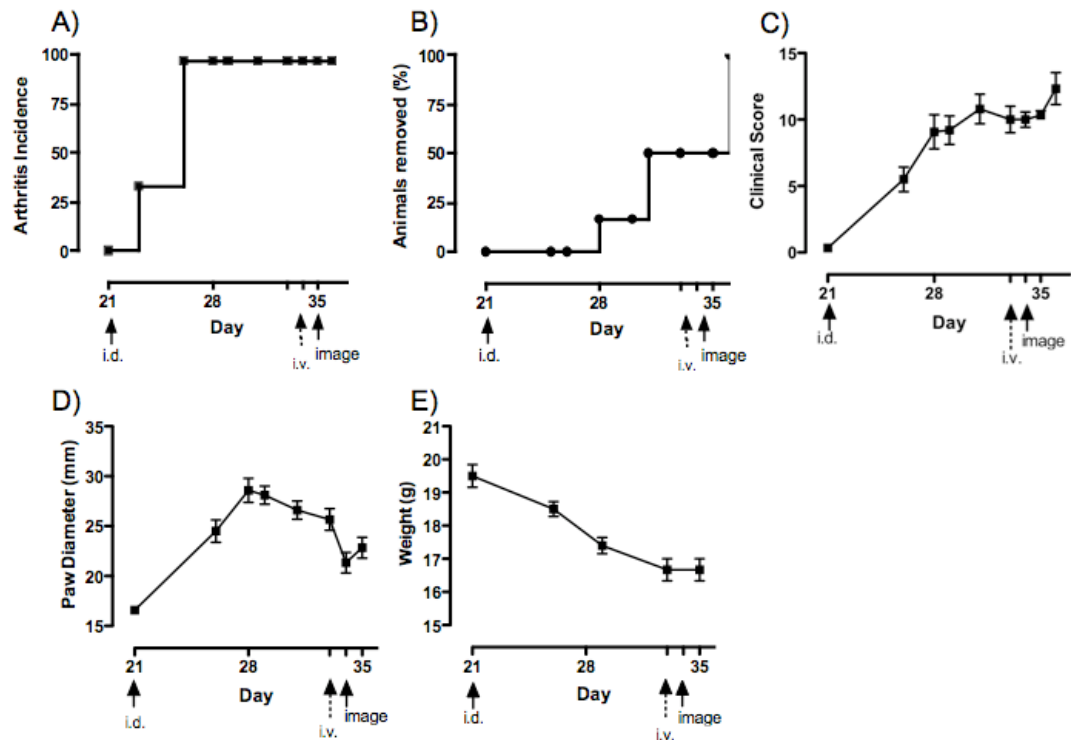 A)
Arthritis Incidence
100
75
50
25
0
21
28
35
Day
i.d.
i.v.
image
B)
Animals removed (%)
100
75
50
25
0
21
28
35
Day
i.d.
i.v.
image
C)
Clinical Score
15
10
5
0
21
28
35
Day
i.d.
i.v.
image
D)
Paw Diameter (mm)
35
30
25
20
15
21
28
35
Day
i.d.
i.v.
image
E)
Weight (g)
21
20
19
18
17
16
15
21
28
35
Day
i.d.
i.v.
image